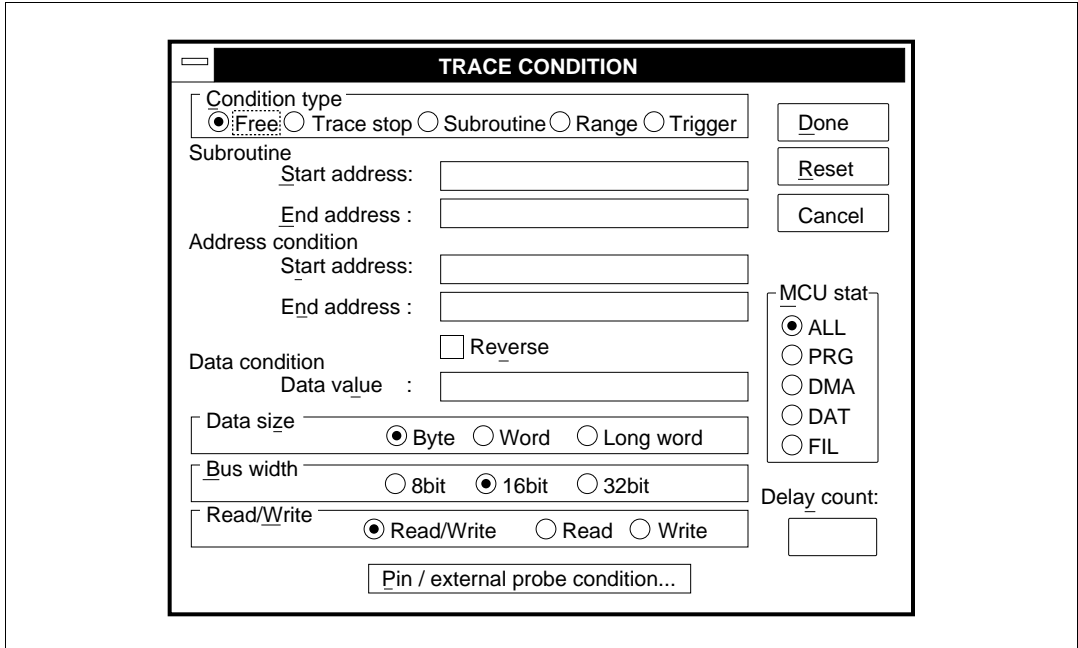 TRACE CONDITION
Condition type
Free Trace stop Subroutine Range Trigger
Done
Subroutine
Start address:
Reset
End address :
Cancel
Address condition
Start address:
End address :
MCU stat
ALL
Reverse
PRG
Data condition
Data value :
DMA
DAT
Data size
Byte Word Long word
FIL
Bus width
8bit 16bit 32bit
Delay count:
Read/Write
Read/Write Read Write
Pin / external probe condition...